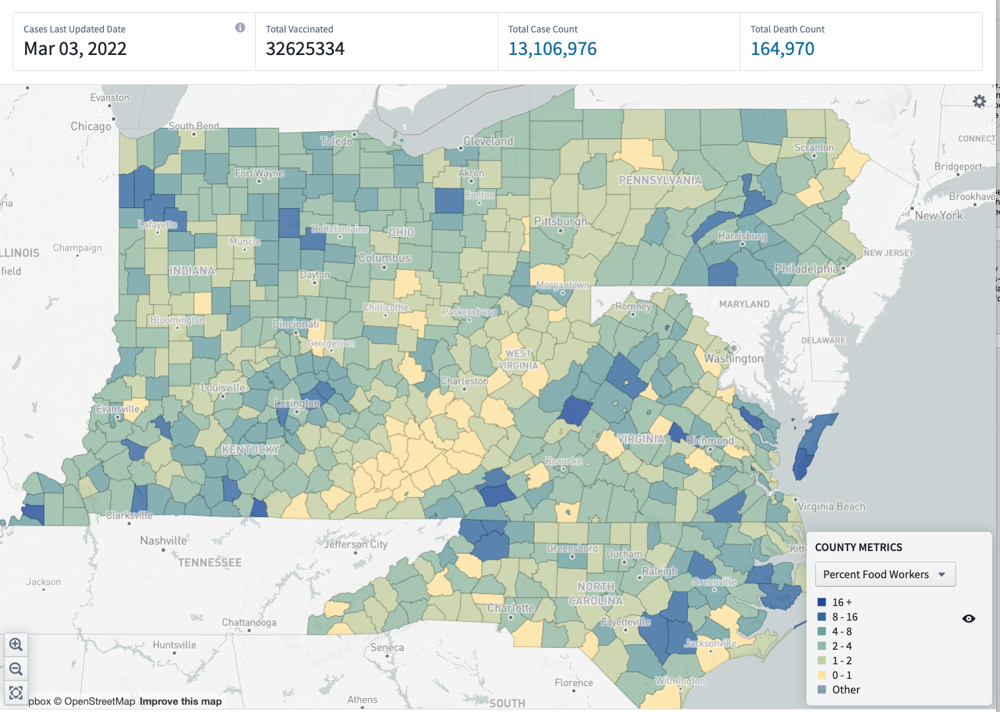 Cases Last Updated Date
Mar 03, 2022
Total Vaccinated
32625334
Total Case Count
13,106,976
Total Death Count
164,970
Evanston
Chicago
South Bend
Toledo
Cleveland
Scranton
CONNECT
Bridgeport
Fort Wayne
Akron
PENNSYLVANIA
Canton
Brookhave
ria
New York
Lafayette
Bellefontaine
OHIO
Pittsburgh
Harrisburg
LLINOIS
Champaign
Muncie
Columbus
NEW JERSEY
field
INDIANA
Dayton
Philadelphia
Morgantown
Chillicothe
Parkersburg
Romney
MARYLAND
Bloomington
Cincinnati
Georgetown
DELAWARE
WEST
VIRGINIA
Washington
Louisville
Charleston
Evansville
Lexington
KENTUCKY
VIRGINIA
Richmond
Roanoke
Clarksville
Virginia Beach
Nashville
Jefferson City
Greensboro
Durham
Kitty
TENNESSEE
Raleigh
Jackson
Greenville
NORTH
CAROLINA
Charlotte
Chattanooga
Fayetteville
Huntsville
Seneca
Jacksonville
Florence
Wilmington
Athens
SOUTH
COUNTY METRICS
Percent Food Workers
16 +
8 - 16
4 - 8
2 - 4
1 - 2
0 - 1
Other
pbox © OpenStreetMap Improve this map